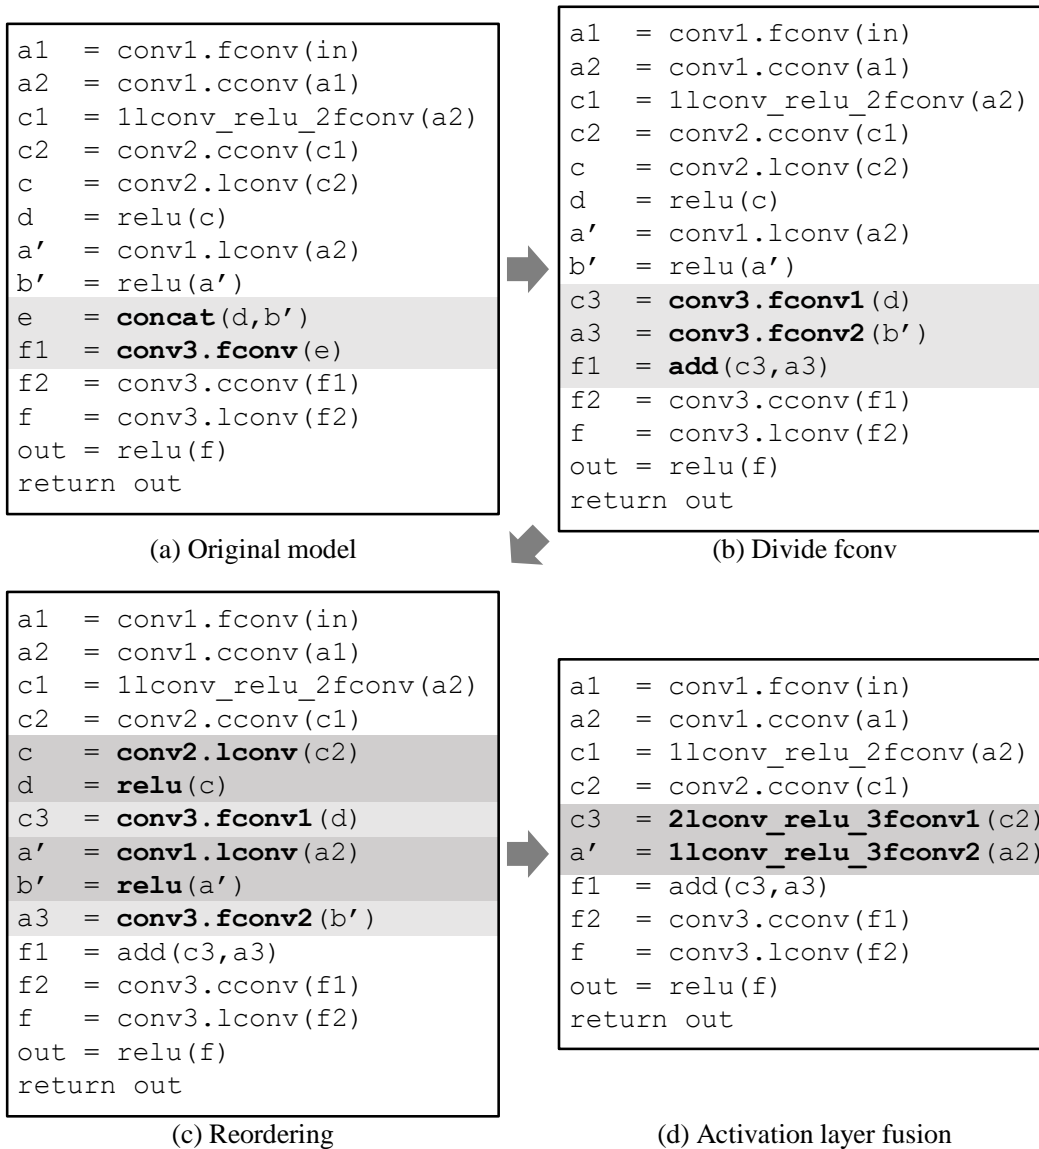 a1  = conv1.fconv(in)
a2  = conv1.cconv(a1)
c1  = 1lconv_relu_2fconv(a2)
c2  = conv2.cconv(c1)
c   = conv2.lconv(c2)
d   = relu(c)
a’  = conv1.lconv(a2)
b’  = relu(a’)
e   = concat(d,b’)
f1  = conv3.fconv(e)
f2  = conv3.cconv(f1)
f   = conv3.lconv(f2)
out = relu(f)
return out
(a) Original model
a1  = conv1.fconv(in)
a2  = conv1.cconv(a1)
c1  = 1lconv_relu_2fconv(a2)
c2  = conv2.cconv(c1)
c   = conv2.lconv(c2)
d   = relu(c)
a’  = conv1.lconv(a2)
b’  = relu(a’)
c3  = conv3.fconv1(d)
a3  = conv3.fconv2(b’)
f1  = add(c3,a3)
f2  = conv3.cconv(f1)
f   = conv3.lconv(f2)
out = relu(f)
return out
(b) Divide fconv
a1  = conv1.fconv(in)
a2  = conv1.cconv(a1)
c1  = 1lconv_relu_2fconv(a2)
c2  = conv2.cconv(c1)
c   = conv2.lconv(c2)
d   = relu(c)
c3  = conv3.fconv1(d)
a’  = conv1.lconv(a2)
b’  = relu(a’)
a3  = conv3.fconv2(b’)
f1  = add(c3,a3)
f2  = conv3.cconv(f1)
f   = conv3.lconv(f2)
out = relu(f)
return out
(c) Reordering
a1  = conv1.fconv(in)
a2  = conv1.cconv(a1)
c1  = 1lconv_relu_2fconv(a2)
c2  = conv2.cconv(c1)
c3  = 2lconv_relu_3fconv1(c2)
a’  = 1lconv_relu_3fconv2(a2)
f1  = add(c3,a3)
f2  = conv3.cconv(f1)
f   = conv3.lconv(f2)
out = relu(f)
return out
(d) Activation layer fusion